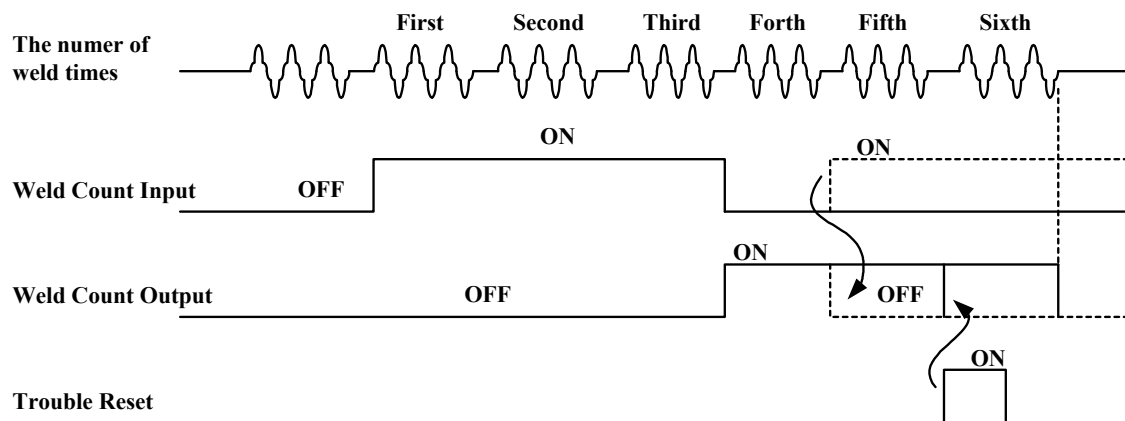 First Second Third Forth Fifth Sixth
The numer of
weld times
ON
ON
Weld Count Input
OFF
ON
Weld Count Output
OFF
OFF
ON
Trouble Reset